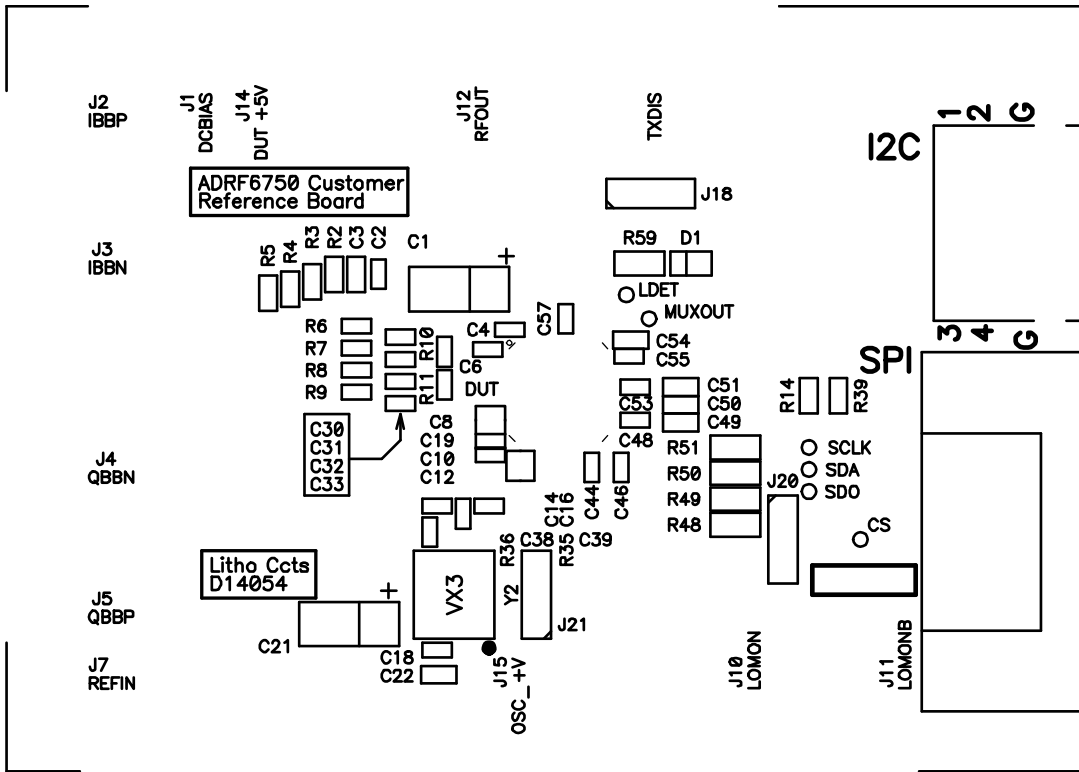 J2
IBBP
J1
DCBIAS
J14
DUT +5V
J12
RFOUT
TXDIS
1
2
G
I2C
ADRF6750 Customer
Reference Board
J18
J3
IBBN
R5
R4
R3
R2
C3
C2
C1
+
R59
D1
LDET
MUXOUT
C57
C4
R6
R7
R8
R9
R10
R11
C6
DUT
C54
C55
3
4
G
SPI
C51
C50
C49
C53
C48
R14
R39
C30
C31
C32
C33
C8
C19
C10
C12
J4
QBBN
R51
R50
R49
R48
J20
SCLK
SDA
SDO
CS
C44
C46
C14
C16
C38
C39
R36
R35
Litho Ccts
D14054
+
VX3
Y2
J21
J5
QBBP
C21
C18
C22
J15
OSC_+V
J7
REFIN
J10
LOMON
J11
LOMONB